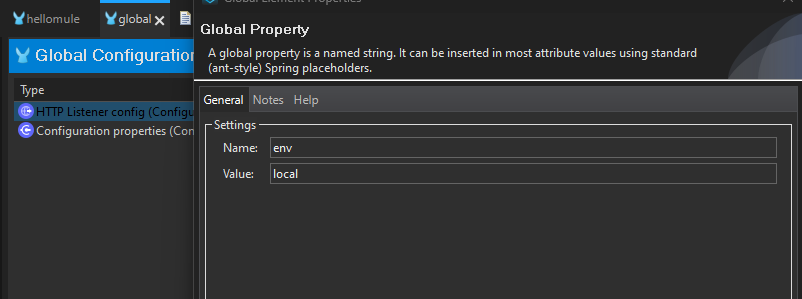 Global Element Properties
hellomule
global
Global Property
Global Configuration
A global property is a named string. It can be inserted in most attribute values using standard
(ant-style) Spring placeholders.
Type
General
Notes
Help
HTTP Listener config (Configu
Configuration properties (Con
Settings
Name:
env
Value:
local